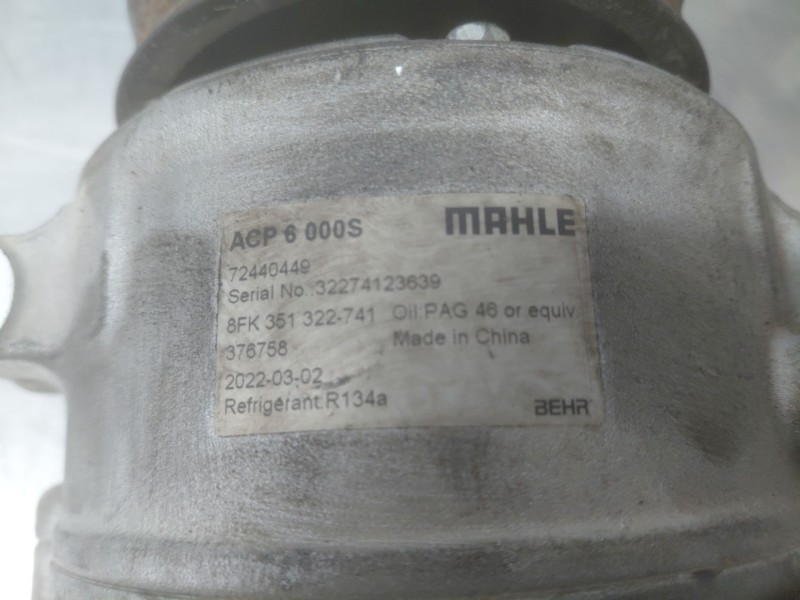 ACP 6 000S MAHLE
72440449
Serial No.:32274123639
8FK 351 322-741 Oil:PAG 46 or equiv
376758 Made in China
2022-03-02
Refrigerant:R134a BEHR